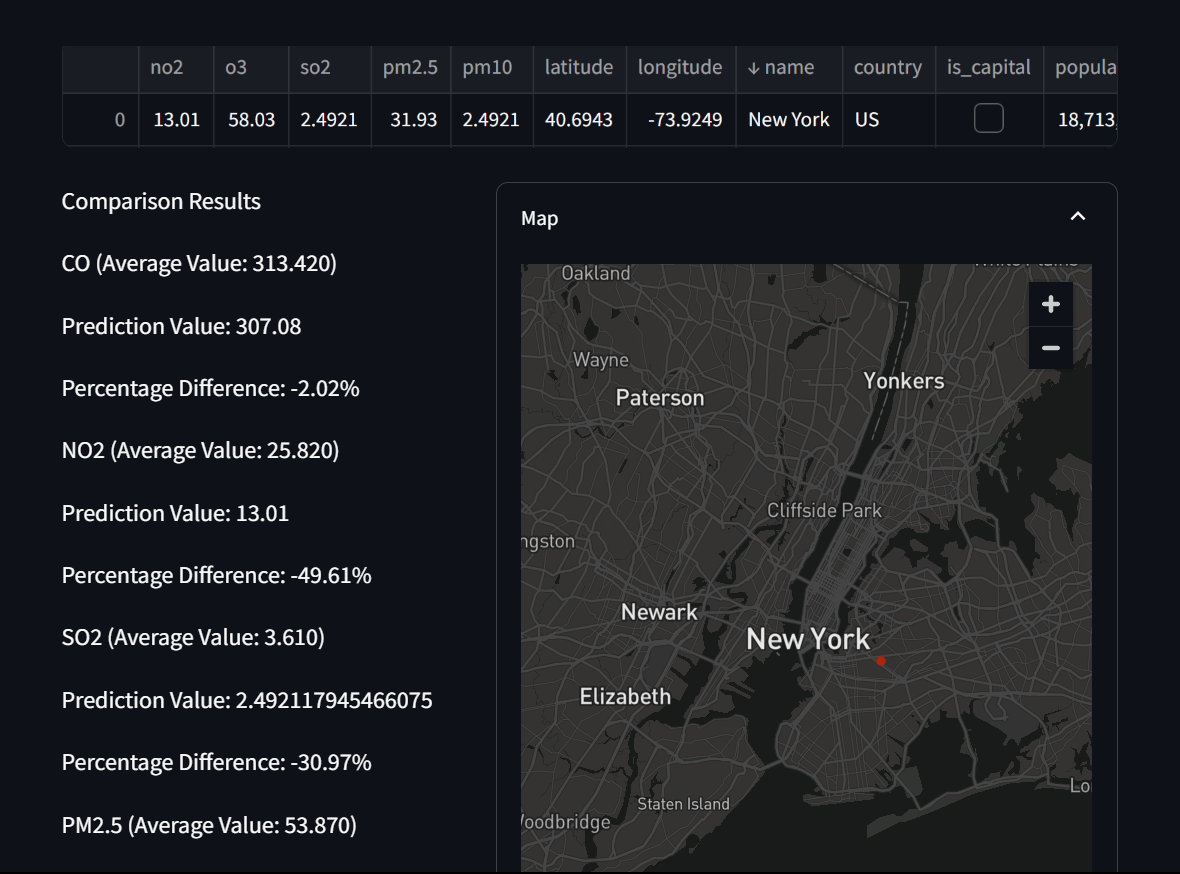 no2 o3 so2 pm2.5 pm10 latitude longitude ↓ name country is_capital popula
0 13.01 58.03 2.4921 31.93 2.4921 40.6943 -73.9249 New York US 18,713,
Comparison Results
CO (Average Value: 313.420)
Prediction Value: 307.08
Percentage Difference: -2.02%
NO2 (Average Value: 25.820)
Prediction Value: 13.01
Percentage Difference: -49.61%
SO2 (Average Value: 3.610)
Prediction Value: 2.492117945466075
Percentage Difference: -30.97%
PM2.5 (Average Value: 53.870)
Map
Oakland
+
−
Wayne
Yonkers
Paterson
Cliffside Park
ngston
Newark
New York
Elizabeth
Lo
Staten Island
oodbridge